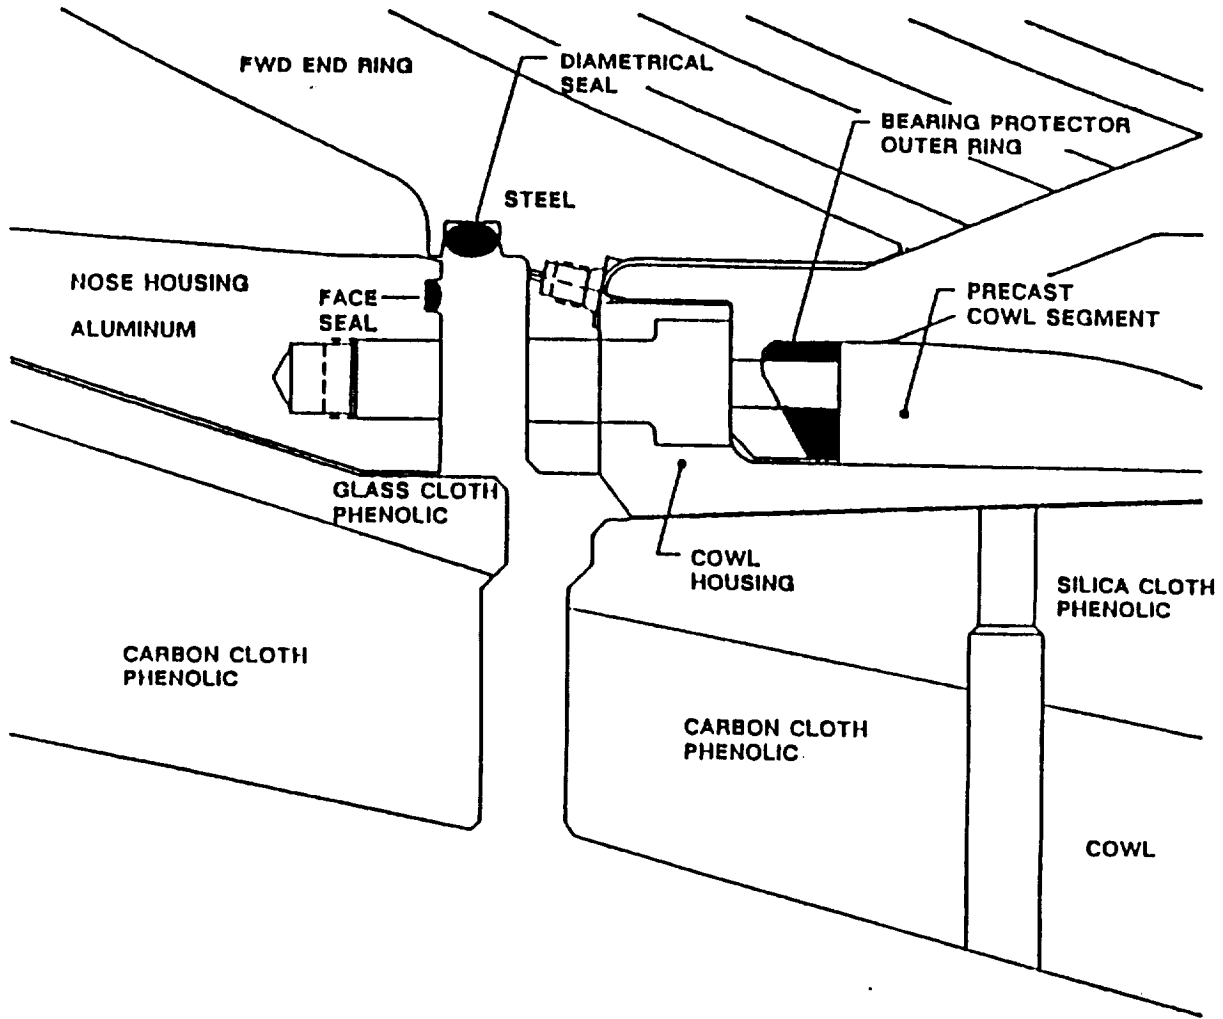 FWD END RING
DIAMETRICAL
SEAL
BEARING PROTECTOR
OUTER RING
STEEL
NOSE HOUSING
ALUMINUM
FACE
SEAL
PRECAST
COWL SEGMENT
GLASS CLOTH
PHENOLIC
COWL
HOUSING
SILICA CLOTH
PHENOLIC
CARBON CLOTH
PHENOLIC
CARBON CLOTH
PHENOLIC
COWL